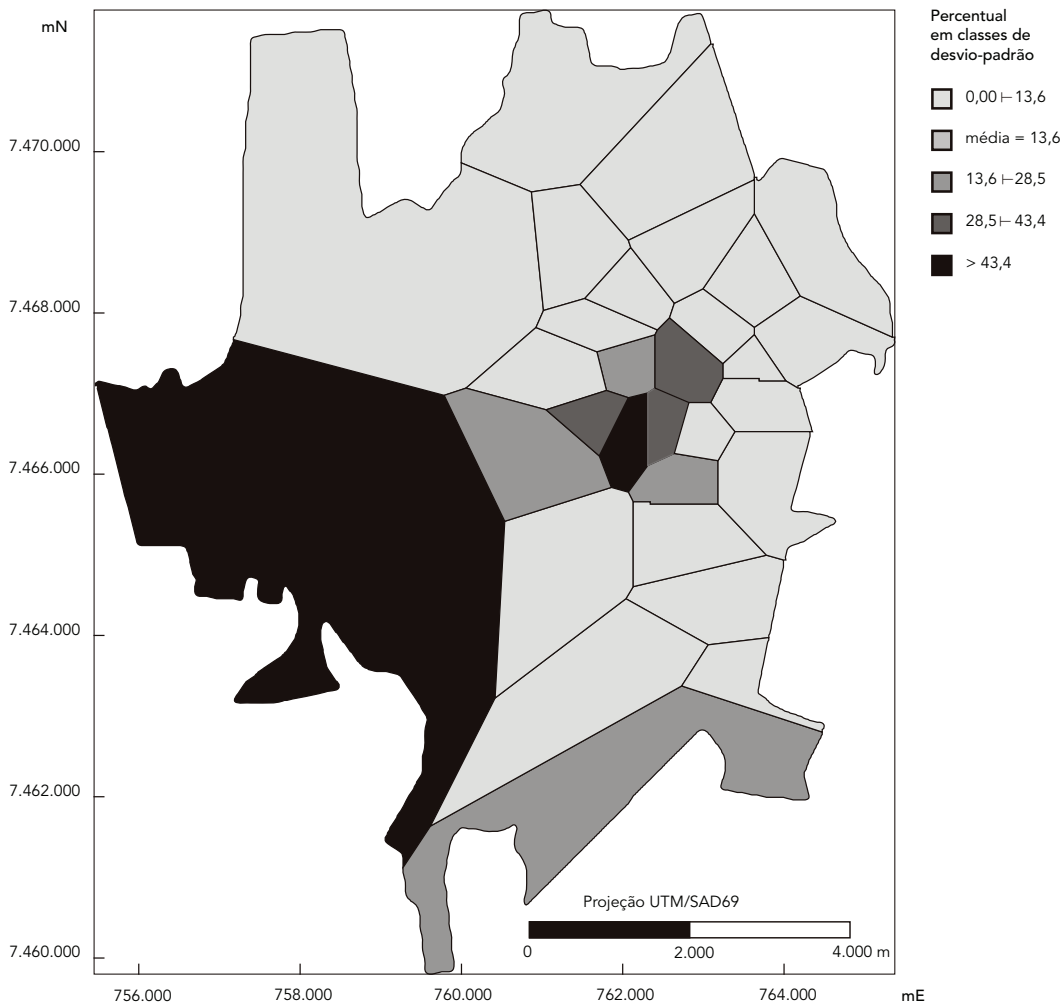 mN
Percentual
em classes de
desvio-padrão
0,00 ⊢ 13,6
média = 13,6
13,6 ⊢ 28,5
28,5 ⊢ 43,4
> 43,4
7.470.000
7.468.000
7.466.000
7.464.000
7.462.000
7.460.000
Projeção UTM/SAD69
0 2.000 4.000 m
756.000 758.000 760.000 762.000 764.000 mE